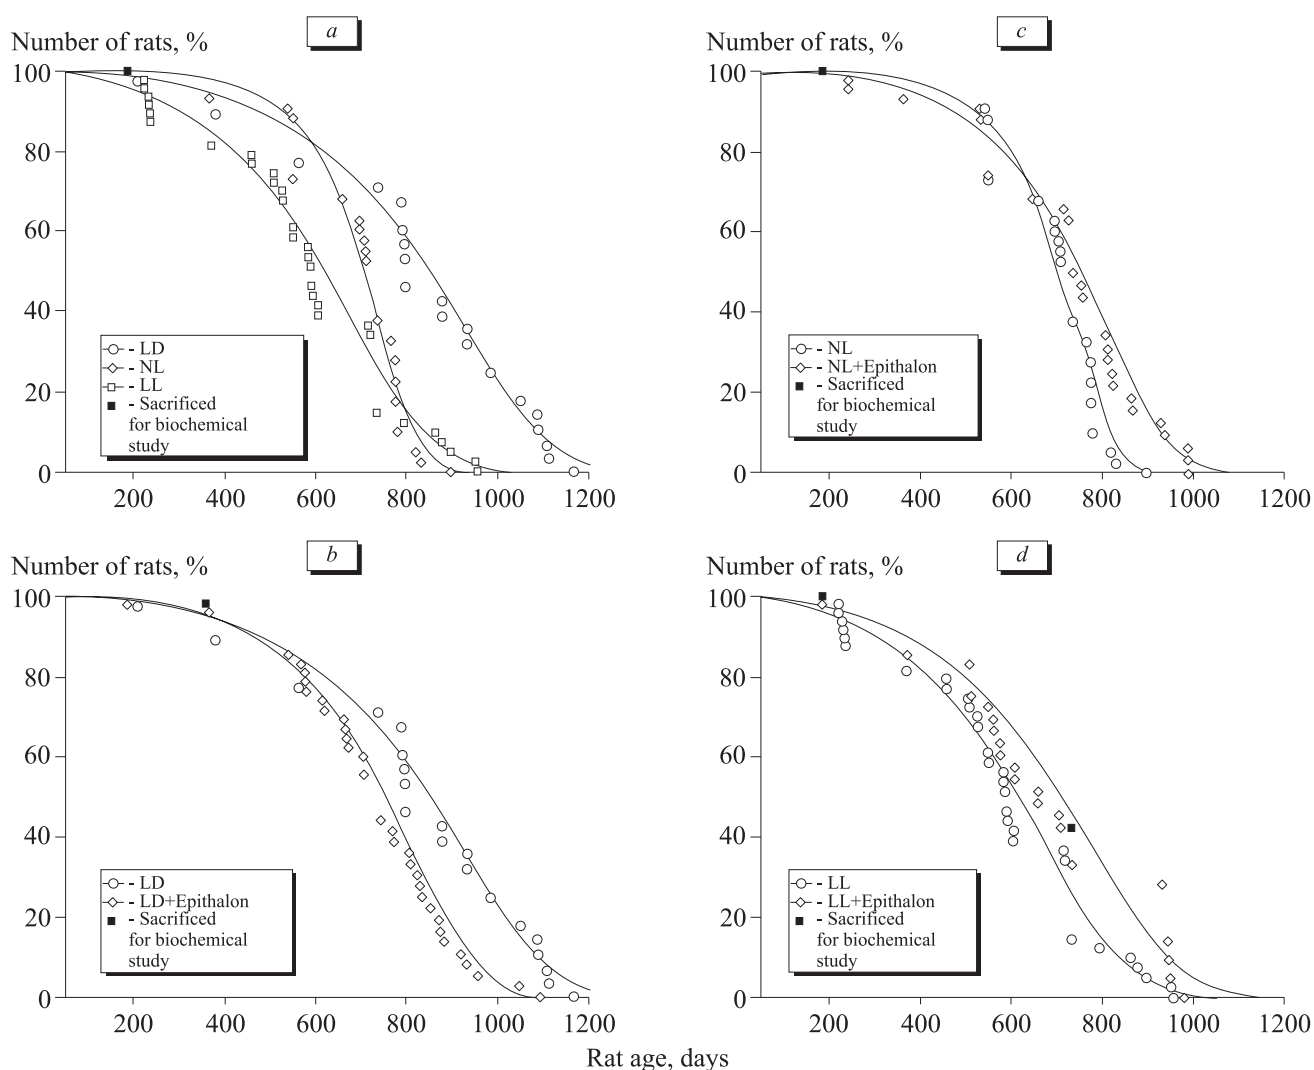 a
Number of rats, %
100
80
60
40
20
0
- LD
- NL
- LL
- Sacrificed
for biochemical
study
200 400 600 800 1000 1200
c
Number of rats, %
100
80
60
40
20
0
- NL
- NL+Epithalon
- Sacrificed
for biochemical
study
200 400 600 800 1000 1200
b
Number of rats, %
100
80
60
40
20
0
- LD
- LD+Epithalon
- Sacrificed
for biochemical
study
200 400 600 800 1000 1200
d
Number of rats, %
100
80
60
40
20
0
- LL
- LL+Epithalon
- Sacrificed
for biochemical
study
200 400 600 800 1000 1200
Rat age, days